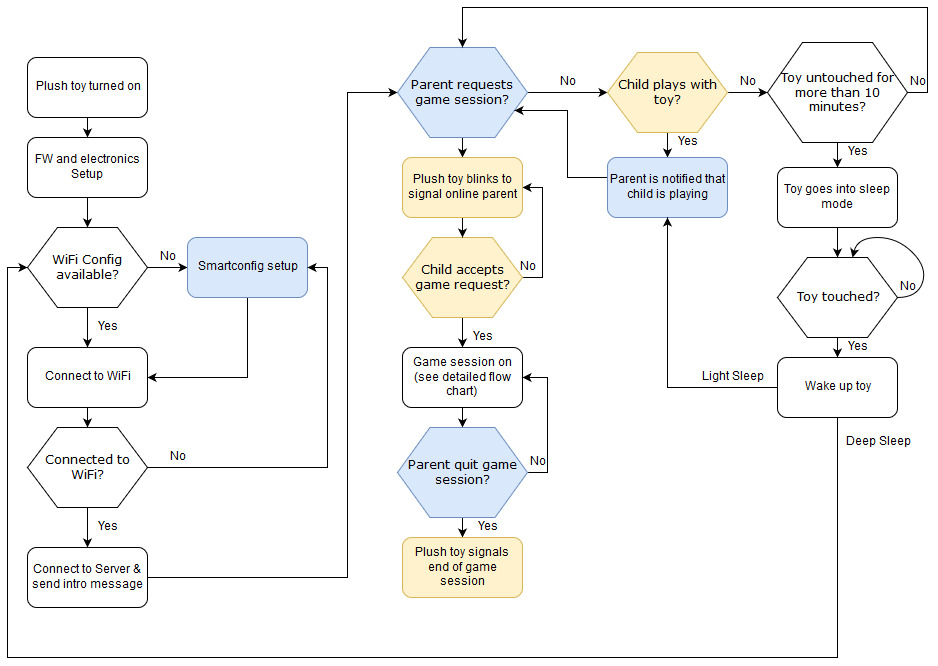 Plush toy turned on
FW and electronics
Setup
WiFi Config
available?
No
Smartconfig setup
Yes
Connect to WiFi
Connected to
WiFi?
No
Yes
Connect to Server &
send intro message
Parent requests
game session?
No
Plush toy blinks to
signal online parent
Child accepts
game request?
No
Yes
Game session on
(see detailed flow
chart)
Parent quit game
session?
No
Yes
Plush toy signals
end of game
session
Child plays with
toy?
No
Yes
Parent is notified that
child is playing
Toy untouched for
more than 10
minutes?
No
Yes
Toy goes into sleep
mode
Toy touched?
No
Yes
Wake up toy
Light Sleep
Deep Sleep